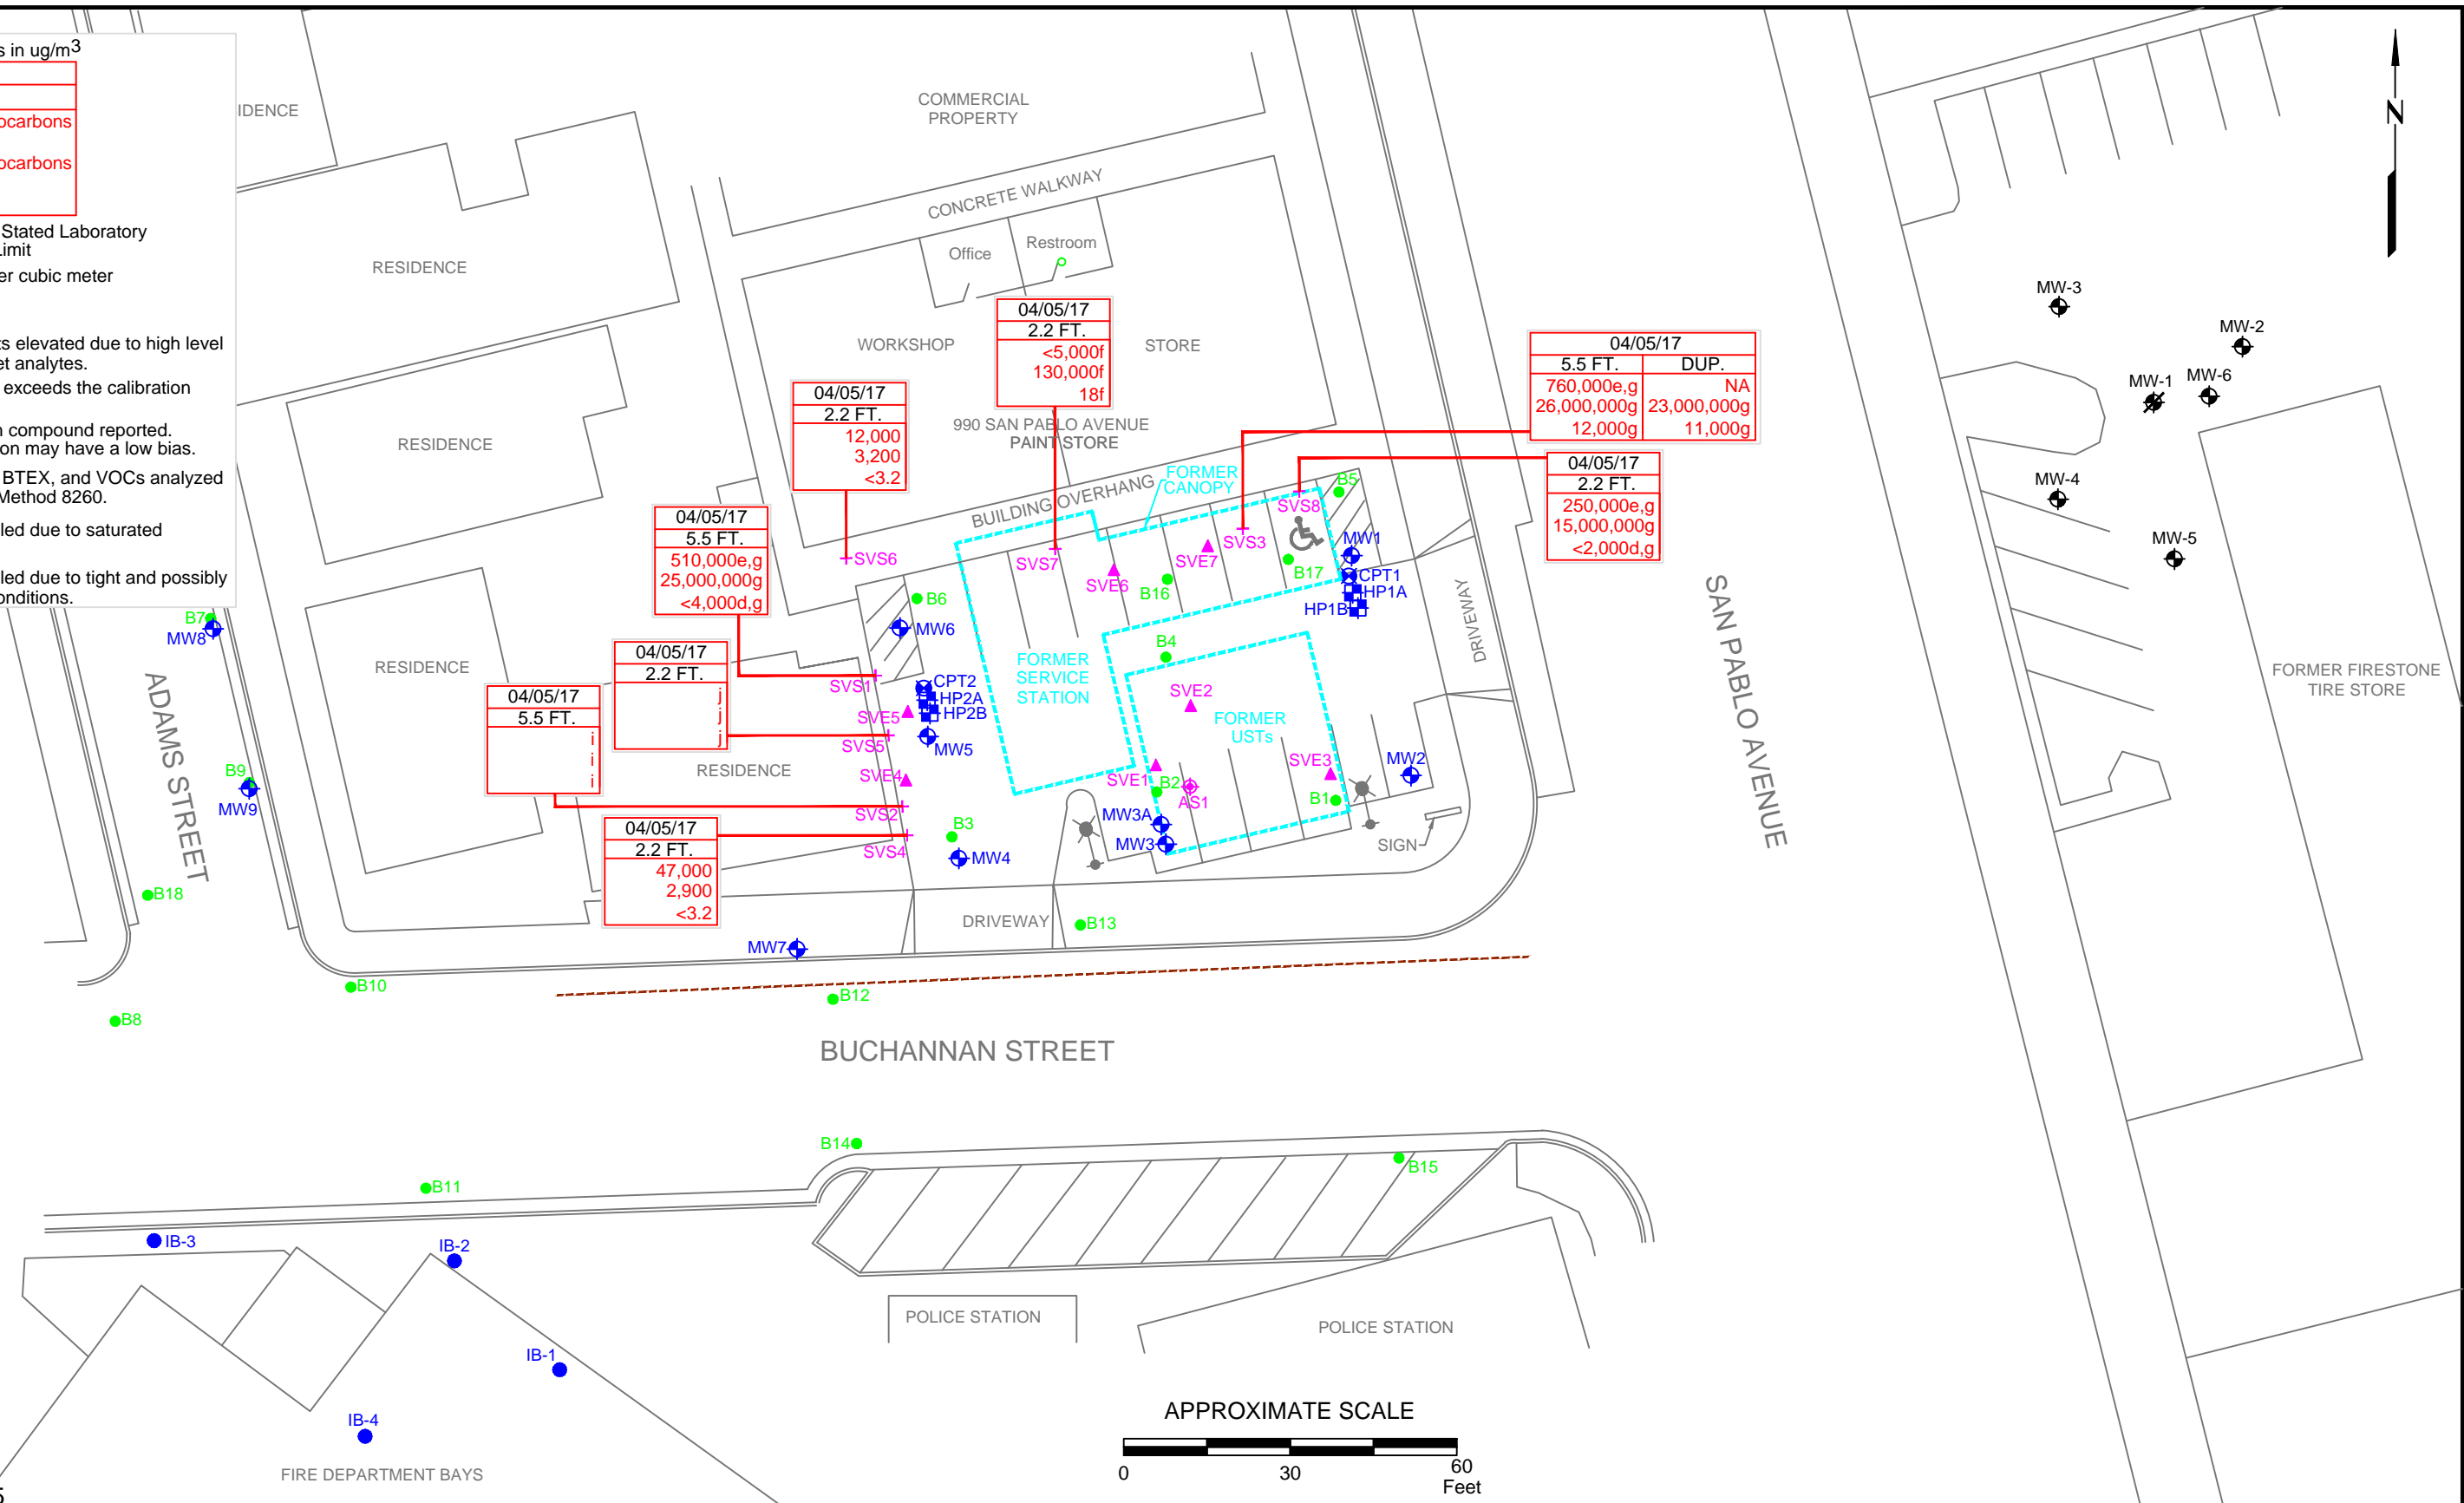 s in ug/m3
ocarbons
ocarbons
Stated Laboratory
Limit
er cubic meter
ts elevated due to high level
et analytes.
exceeds the calibration
n compound reported.
on may have a low bias.
BTEX, and VOCs analyzed
Method 8260.
led due to saturated
led due to tight and possibly
onditions.
IDENCE
COMMERCIAL
PROPERTY
CONCRETE WALKWAY
Office
Restroom
RESIDENCE
WORKSHOP
STORE
N
04/05/17
2.2 FT.
<5,000f
130,000f
18f
04/05/17
2.2 FT.
12,000
3,200
<3.2
990 SAN PABLO AVENUE
PAINT STORE
04/05/17
5.5 FT. DUP.
760,000e,g NA
26,000,000g 23,000,000g
12,000g 11,000g
04/05/17
2.2 FT.
250,000e,g
15,000,000g
<2,000d,g
RESIDENCE
04/05/17
5.5 FT.
510,000e,g
25,000,000g
<4,000d,g
BUILDING OVERHANG
FORMER
CANOPY
B5
SVS8
SVS6
SVS7
SVE6
SVE7
SVS3
B16
B17
MW1
CPT1
HP1A
HP1B
B6
MW6
B7
MW8
RESIDENCE
04/05/17
2.2 FT.
j
j
j
04/05/17
5.5 FT.
i
i
i
SVS1
CPT2
HP2A
HP2B
SVE5
SVS5
MW5
RESIDENCE
SVE4
SVS2
SVS4
B3
MW4
FORMER
SERVICE
STATION
B4
SVE2
FORMER
USTs
SVE1
B2
AS1
SVE3
B1
MW2
MW3A
MW3
SIGN
DRIVEWAY
04/05/17
2.2 FT.
47,000
2,900
<3.2
B9
MW9
ADAMS STREET
B18
DRIVEWAY
B13
MW7
B10
B8
B12
BUCHANNAN STREET
SAN PABLO AVENUE
MW-3
MW-2
MW-1
MW-6
MW-4
MW-5
FORMER FIRESTONE
TIRE STORE
B14
B15
B11
IB-3
IB-2
IB-1
IB-4
FIRE DEPARTMENT BAYS
POLICE STATION
POLICE STATION
APPROXIMATE SCALE
0 30 60
Feet